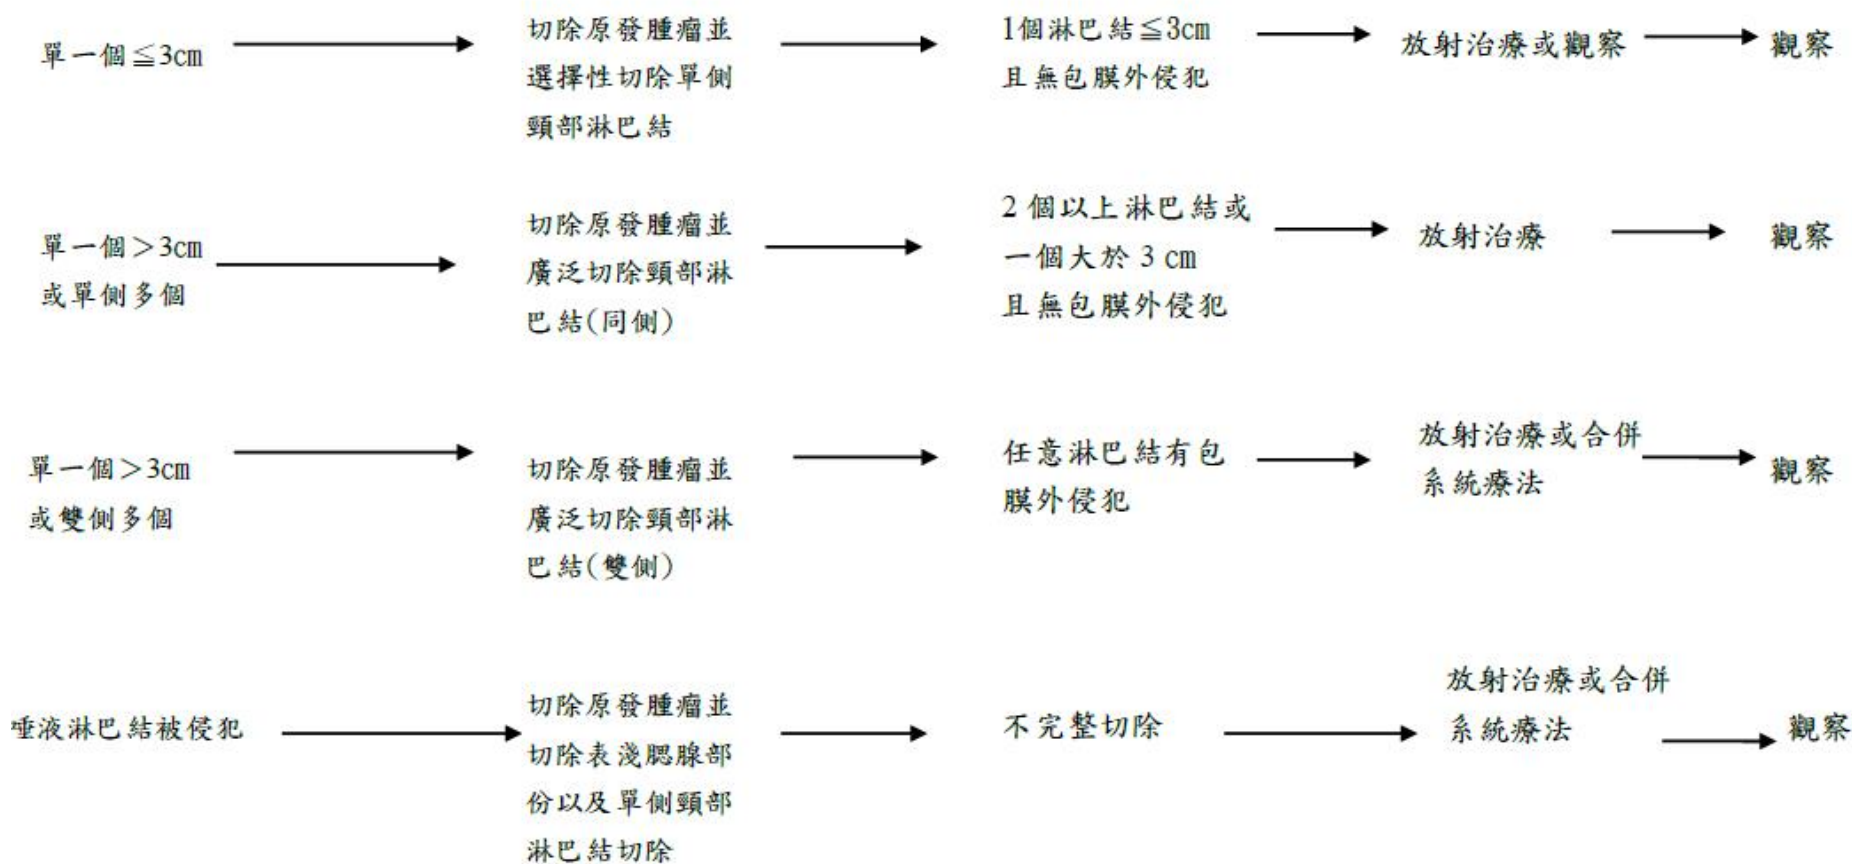 單一個≦3cm
切除原發腫瘤並
選擇性切除單側
頸部淋巴結
1個淋巴結≦3cm
且無包膜外侵犯
放射治療或觀察
觀察
單一個＞3cm
或單側多個
切除原發腫瘤並
廣泛切除頸部淋
巴結(同側)
2 個以上淋巴結或
一個大於 3 cm
且無包膜外侵犯
放射治療
觀察
單一個＞3cm
或雙側多個
切除原發腫瘤並
廣泛切除頸部淋
巴結(雙側)
任意淋巴結有包
膜外侵犯
放射治療或合併
系統療法
觀察
唾液淋巴結被侵犯
切除原發腫瘤並
切除表淺腮腺部
份以及單側頸部
淋巴結切除
不完整切除
放射治療或合併
系統療法
觀察